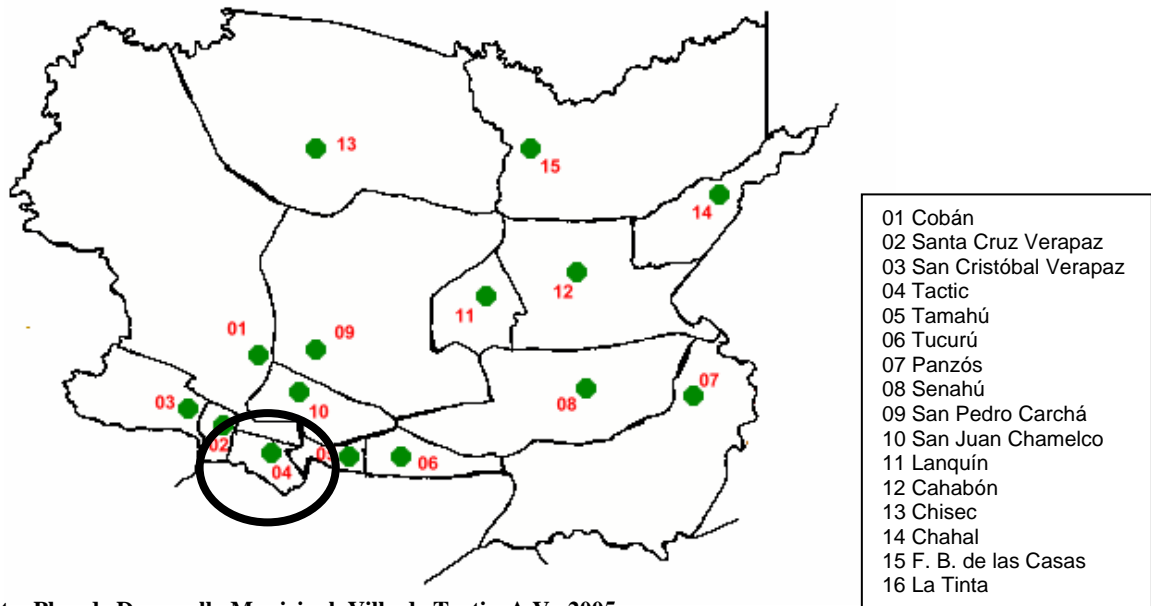 13
15
14
12
11
01
09
07
08
03
10
02
04
06
01 Cobán
02 Santa Cruz Verapaz
03 San Cristóbal Verapaz
04 Tactic
05 Tamahú
06 Tucurú
07 Panzós
08 Senahú
09 San Pedro Carchá
10 San Juan Chamelco
11 Lanquín
12 Cahabón
13 Chisec
14 Chahal
15 F. B. de las Casas
16 La Tinta